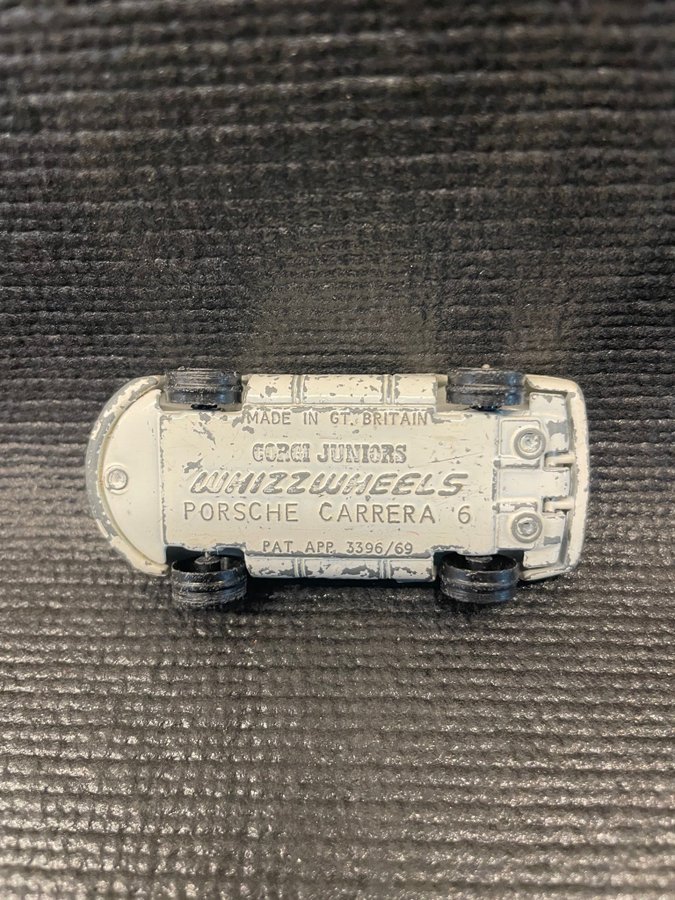 MADE IN GT. BRITAIN
CORGI JUNIORS
WHIZZWHEELS
PORSCHE CARRERA 6
PAT. APP. 3396/69